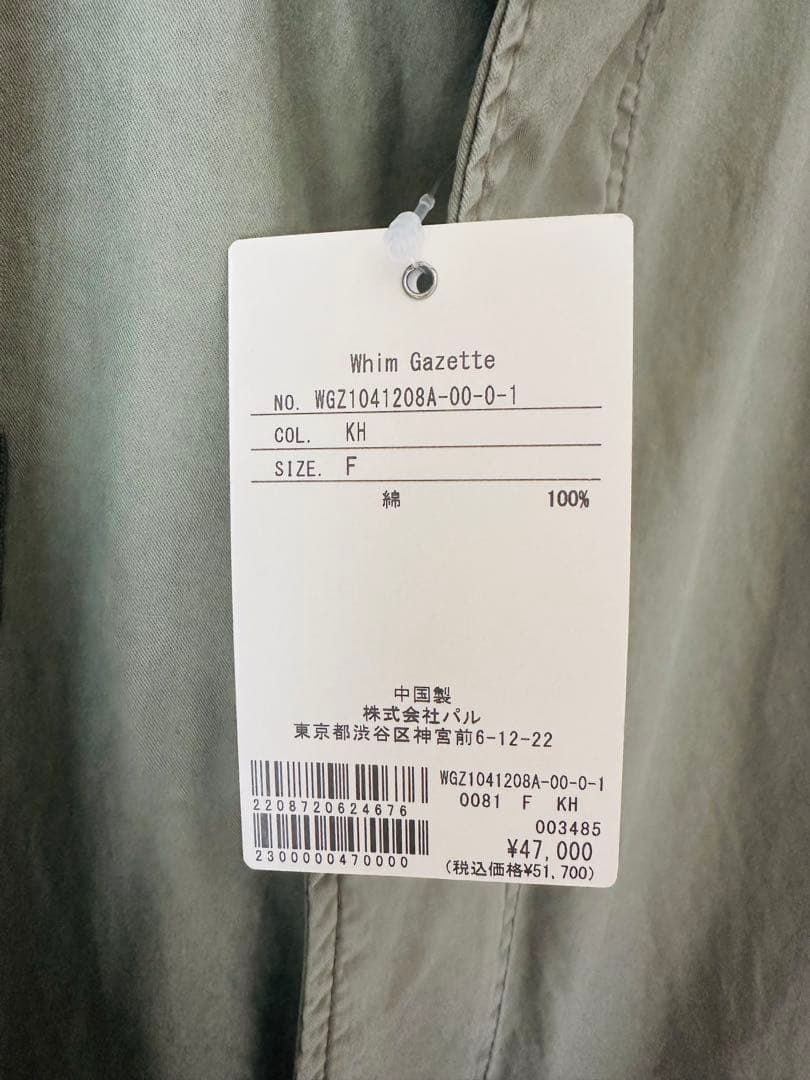 Whim Gazette
NO. WGZ1041208A-00-0-1
COL. KH
SIZE. F
綿 100%
中国製
株式会社パル
東京都渋谷区神宮前6-12-22
WGZ1041208A-00-0-1
2208720624676
0081 F KH
003485
¥47,000
2300000470000
(税込価格¥51,700)